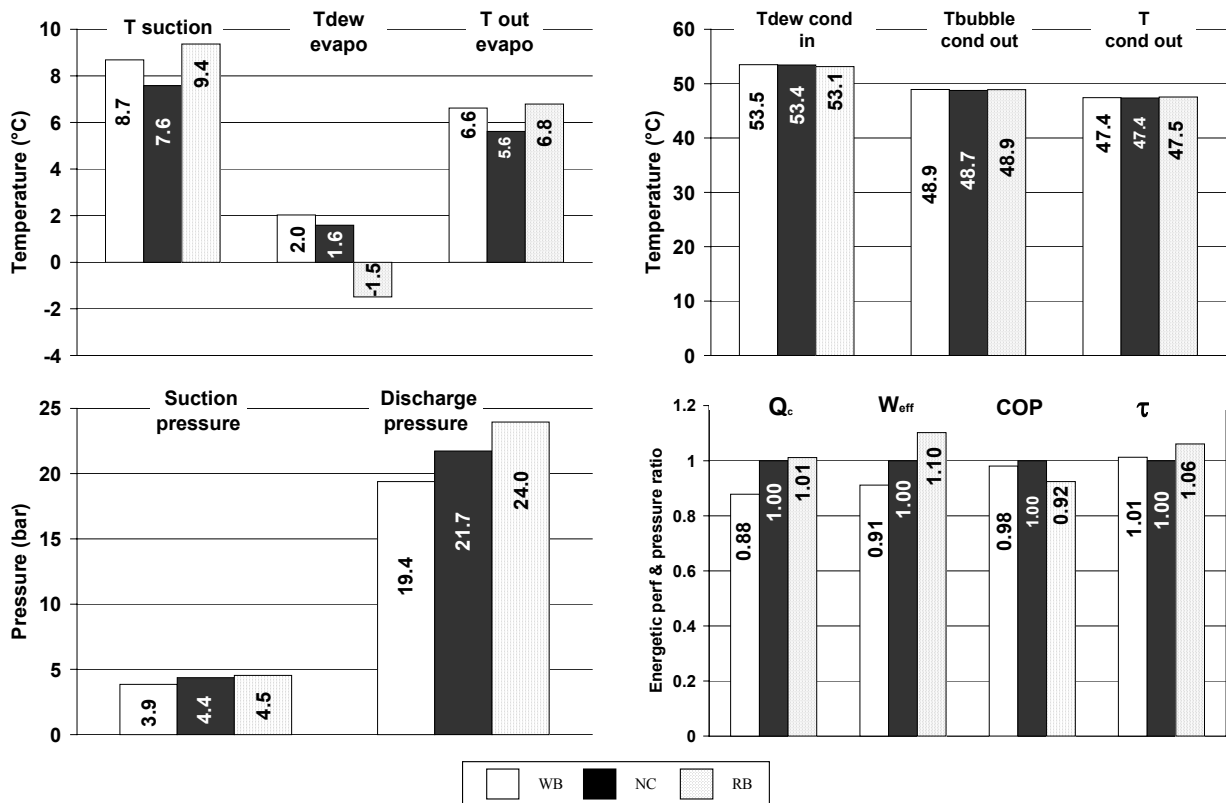 T suction
Tdew
evapo
T out
evapo
Temperature (°C)
10
8
6
4
2
0
-2
-4
8.7
7.6
9.4
2.0
1.6
-1.5
6.6
5.6
6.8
Tdew cond
in
Tbubble
cond out
T
cond out
Temperature (°C)
60
50
40
30
20
10
0
53.5
53.4
53.1
48.9
48.7
48.9
47.4
47.4
47.5
Suction
pressure
Discharge
pressure
Pressure (bar)
25
20
15
10
5
0
3.9
4.4
4.5
19.4
21.7
24.0
Qc
Weff
COP
τ
Energetic perf & pressure ratio
1.2
1
0.8
0.6
0.4
0.2
0
0.88
1.00
1.01
0.91
1.00
1.10
0.98
1.00
0.92
1.01
1.00
1.06
WB
NC
RB